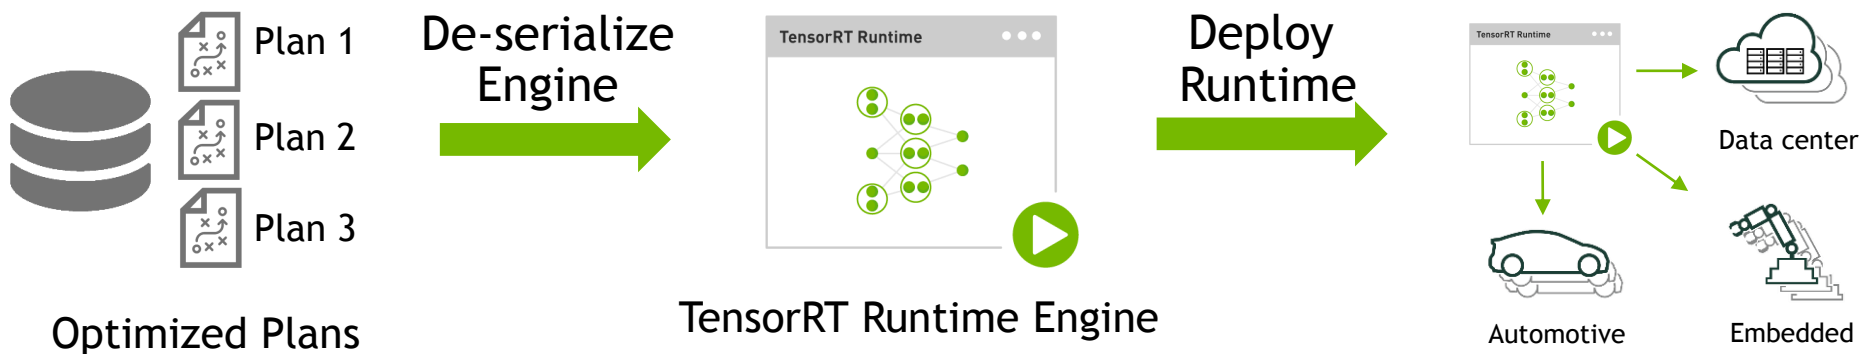 Plan 1
Plan 2
Plan 3
Optimized Plans
De-serialize
Engine
TensorRT Runtime
TensorRT Runtime Engine
Deploy
Runtime
TensorRT Runtime
Data center
Automotive
Embedded